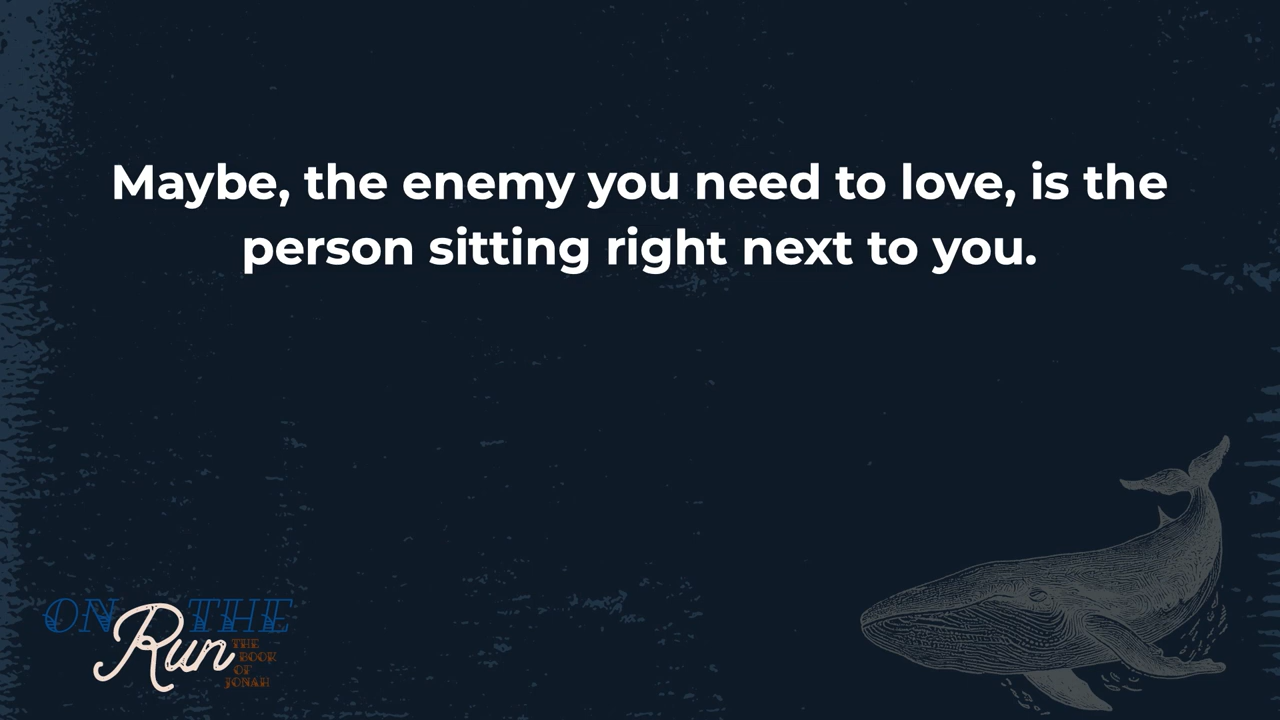 Maybe, the enemy you need to love, is the
person sitting right next to you.
ON THE
Run
THE
BOOK
OF
JONAH